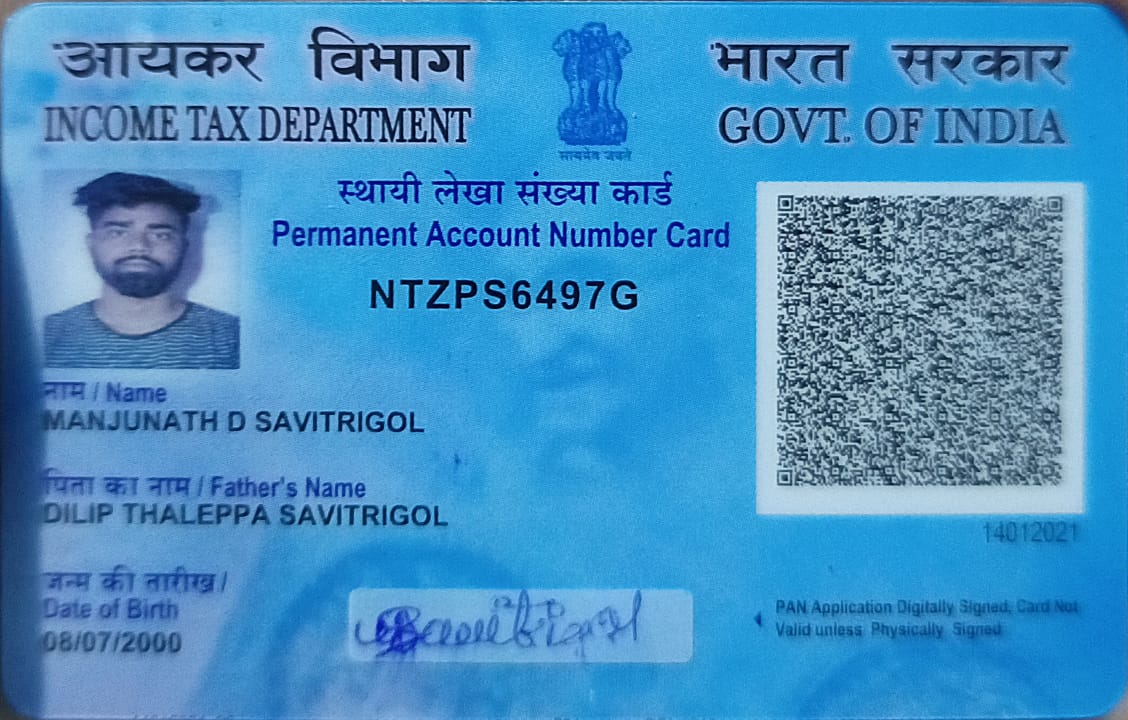 आयकर विभाग
INCOME TAX DEPARTMENT
भारत सरकार
GOVT. OF INDIA
सत्यमेव जयते
स्थायी लेखा संख्या कार्ड
Permanent Account Number Card
NTZPS6497G
नाम / Name
MANJUNATH D SAVITRIGOL
पिता का नाम / Father's Name
DILIP THALEPPA SAVITRIGOL
14012021
जन्म की तारीख /
Date of Birth
08/07/2000
PAN Application Digitally Signed, Card Not
Valid unless Physically Signed